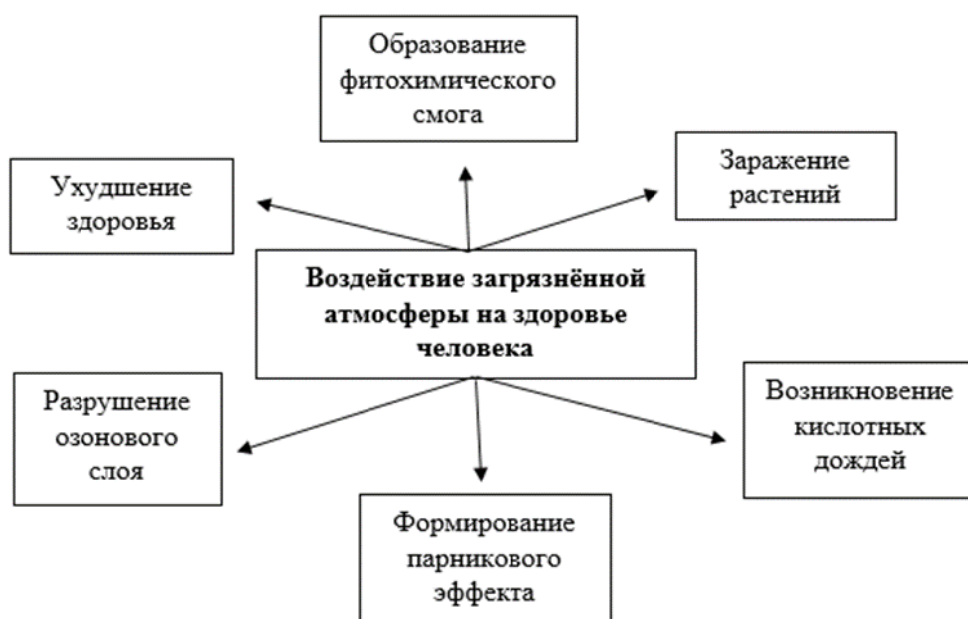 Образование
фитохимического
смога
Ухудшение
здоровья
Заражение
растений
Воздействие загрязнённой
атмосферы на здоровье
человека
Разрушение
озонового
слоя
Возникновение
кислотных
дождей
Формирование
парникового
эффекта